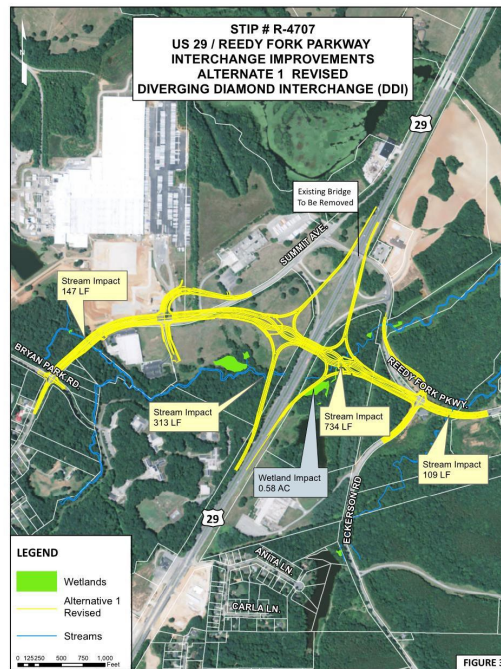 STIP # R-4707
US 29 / REEDY FORK PARKWAY
INTERCHANGE IMPROVEMENTS
ALTERNATE 1  REVISED
DIVERGING DIAMOND INTERCHANGE (DDI)
29
Existing Bridge
To Be Removed
SUMMIT AVE.
Stream Impact
147 LF
BRYAN PARK RD.
REEDY FORK PKWY.
Stream Impact
313 LF
Stream Impact
734 LF
Wetland Impact
0.58 AC
Stream Impact
109 LF
29
ECKERSON RD
ANITA LN.
CARLA LN.
LEGEND
Wetlands
Alternative 1
Revised
Streams
0 125 250 500 750 1,000
Feet
FIGURE